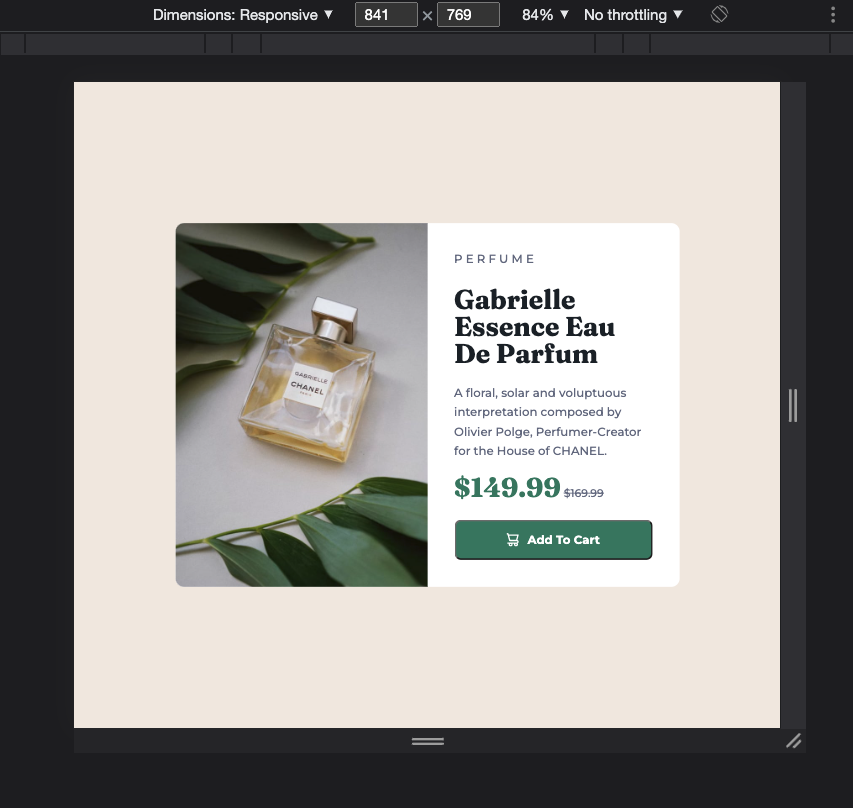 Dimensions: Responsive ▼ 841 × 769 84% ▼ No throttling ▼
PERFUME
Gabrielle
Essence Eau
De Parfum
A floral, solar and voluptuous
interpretation composed by
Olivier Polge, Perfumer-Creator
for the House of CHANEL.
$149.99 $169.99
Add To Cart
GABRIELLE
CHANEL
PARIS